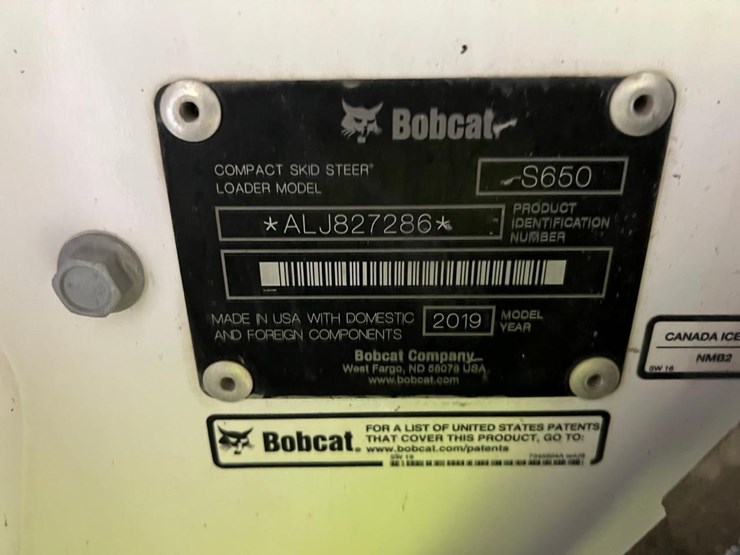 Bobcat
COMPACT SKID STEER
LOADER MODEL
S650
*ALJ827286*
PRODUCT
IDENTIFICATION
NUMBER
MADE IN USA WITH DOMESTIC
AND FOREIGN COMPONENTS
2019
MODEL
YEAR
Bobcat Company
West Fargo, ND 58078 USA
www.bobcat.com
CANADA ICE
NMB2
SW 16
Bobcat.
FOR A LIST OF UNITED STATES PATENTS
THAT COVER THIS PRODUCT, GO TO:
www.bobcat.com/patents